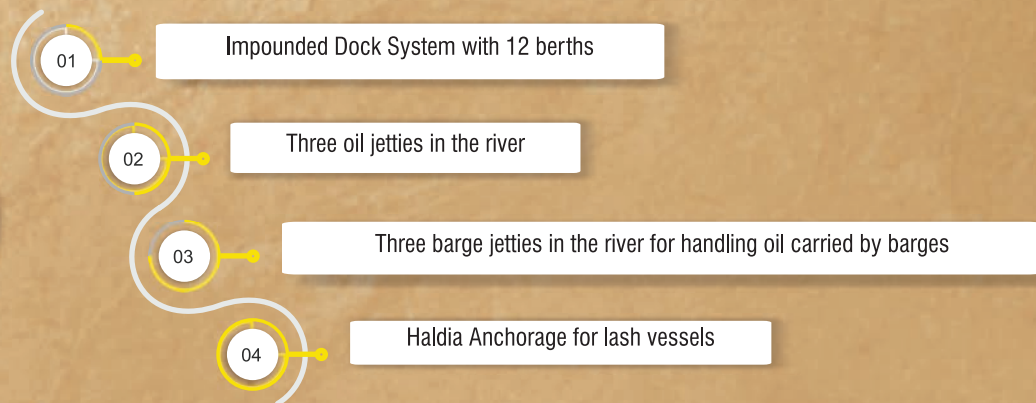 01
Impounded Dock System with 12 berths
02
Three oil jetties in the river
03
Three barge jetties in the river for handling oil carried by barges
04
Haldia Anchorage for lash vessels